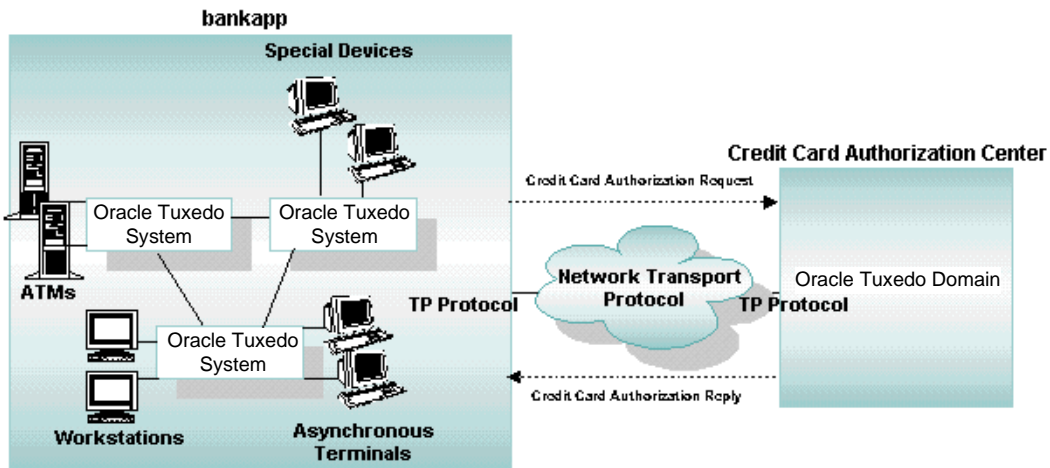 bankapp
Special Devices
Oracle Tuxedo
System
Oracle Tuxedo
System
ATMs
Oracle Tuxedo
System
Workstations
Asynchronous
Terminals
Credit Card Authorization Request
TP Protocol
Network Transport
Protocol
TP Protocol
Credit Card Authorization Reply
Credit Card Authorization Center
Oracle Tuxedo Domain